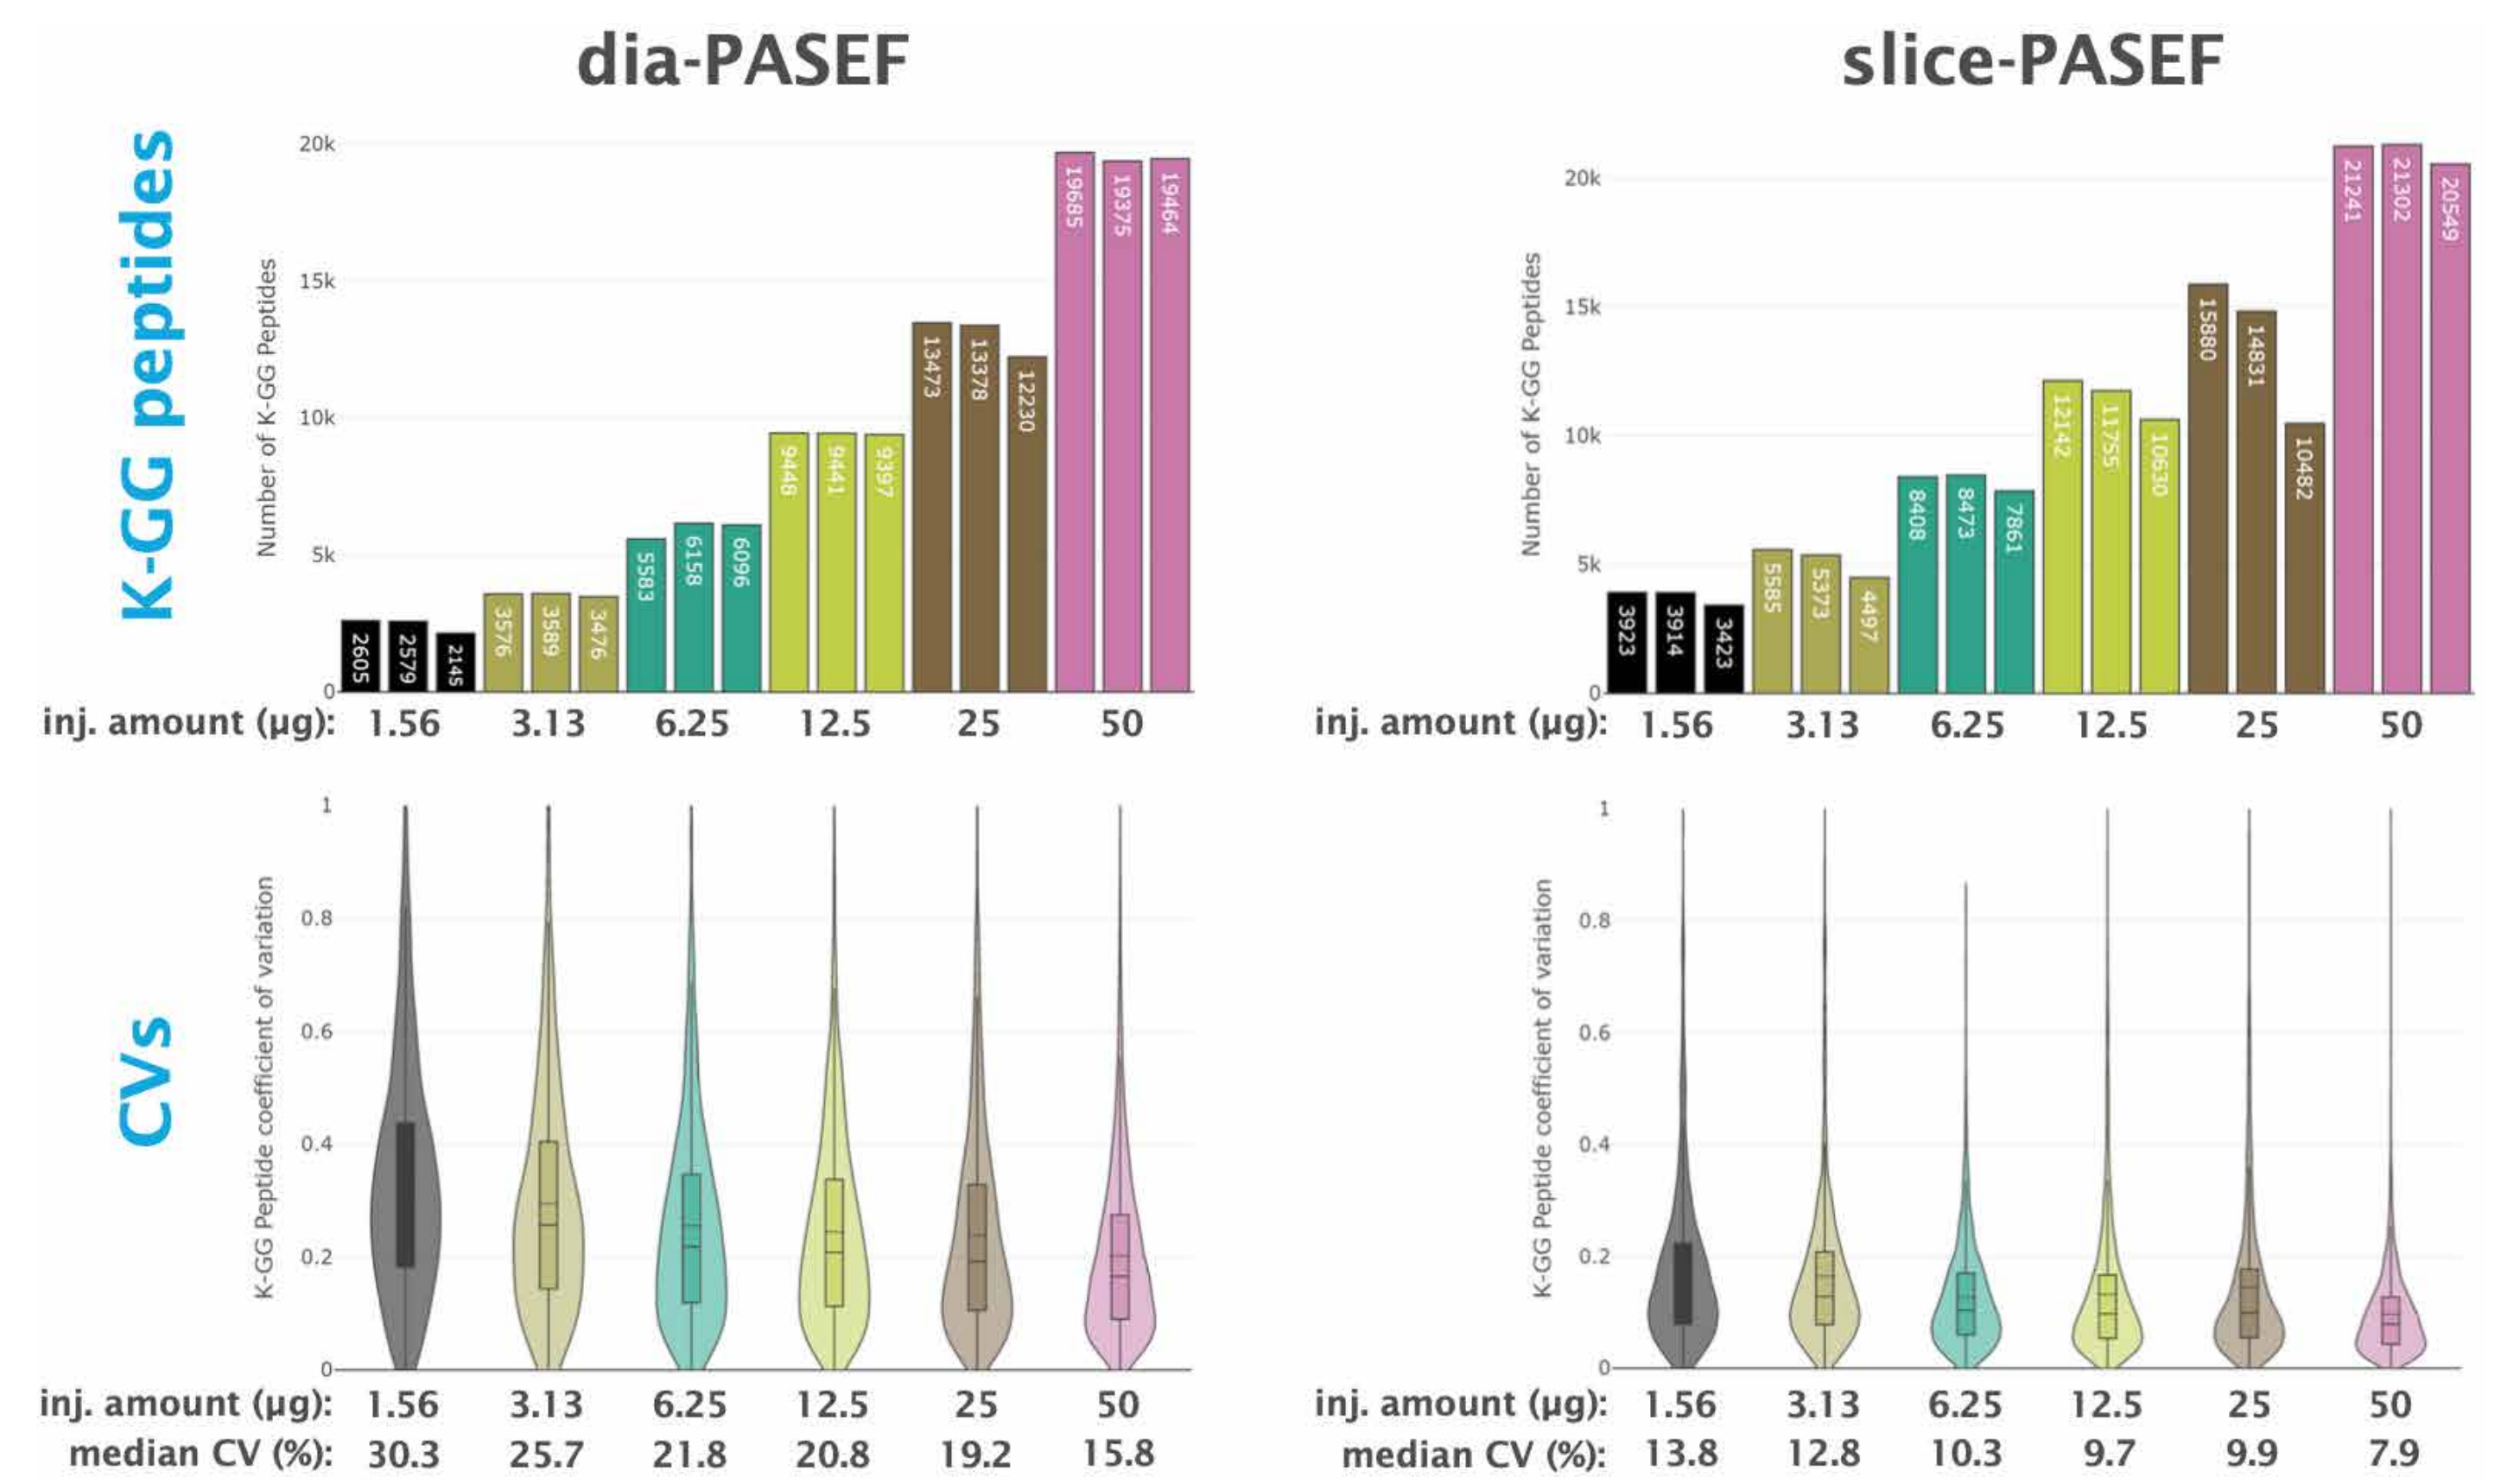 dia-PASEF
slice-PASEF
K-GG peptides
Number of K-GG Peptides
20k
15k
10k
5k
0
2605
2579
2145
3576
3589
3476
5583
6158
6096
9448
9441
9397
13473
13378
12230
19685
19375
19464
inj. amount (µg): 1.56 3.13 6.25 12.5 25 50
Number of K-GG Peptides
20k
15k
10k
5k
0
3923
3914
3423
5585
5373
4497
8408
8473
7861
12142
11755
10630
15880
14831
10482
21241
21302
20549
inj. amount (µg): 1.56 3.13 6.25 12.5 25 50
CVs
K-GG Peptide coefficient of variation
1
0.8
0.6
0.4
0.2
0
inj. amount (µg): 1.56 3.13 6.25 12.5 25 50
median CV (%): 30.3 25.7 21.8 20.8 19.2 15.8
K-GG Peptide coefficient of variation
1
0.8
0.6
0.4
0.2
0
inj. amount (µg): 1.56 3.13 6.25 12.5 25 50
median CV (%): 13.8 12.8 10.3 9.7 9.9 7.9